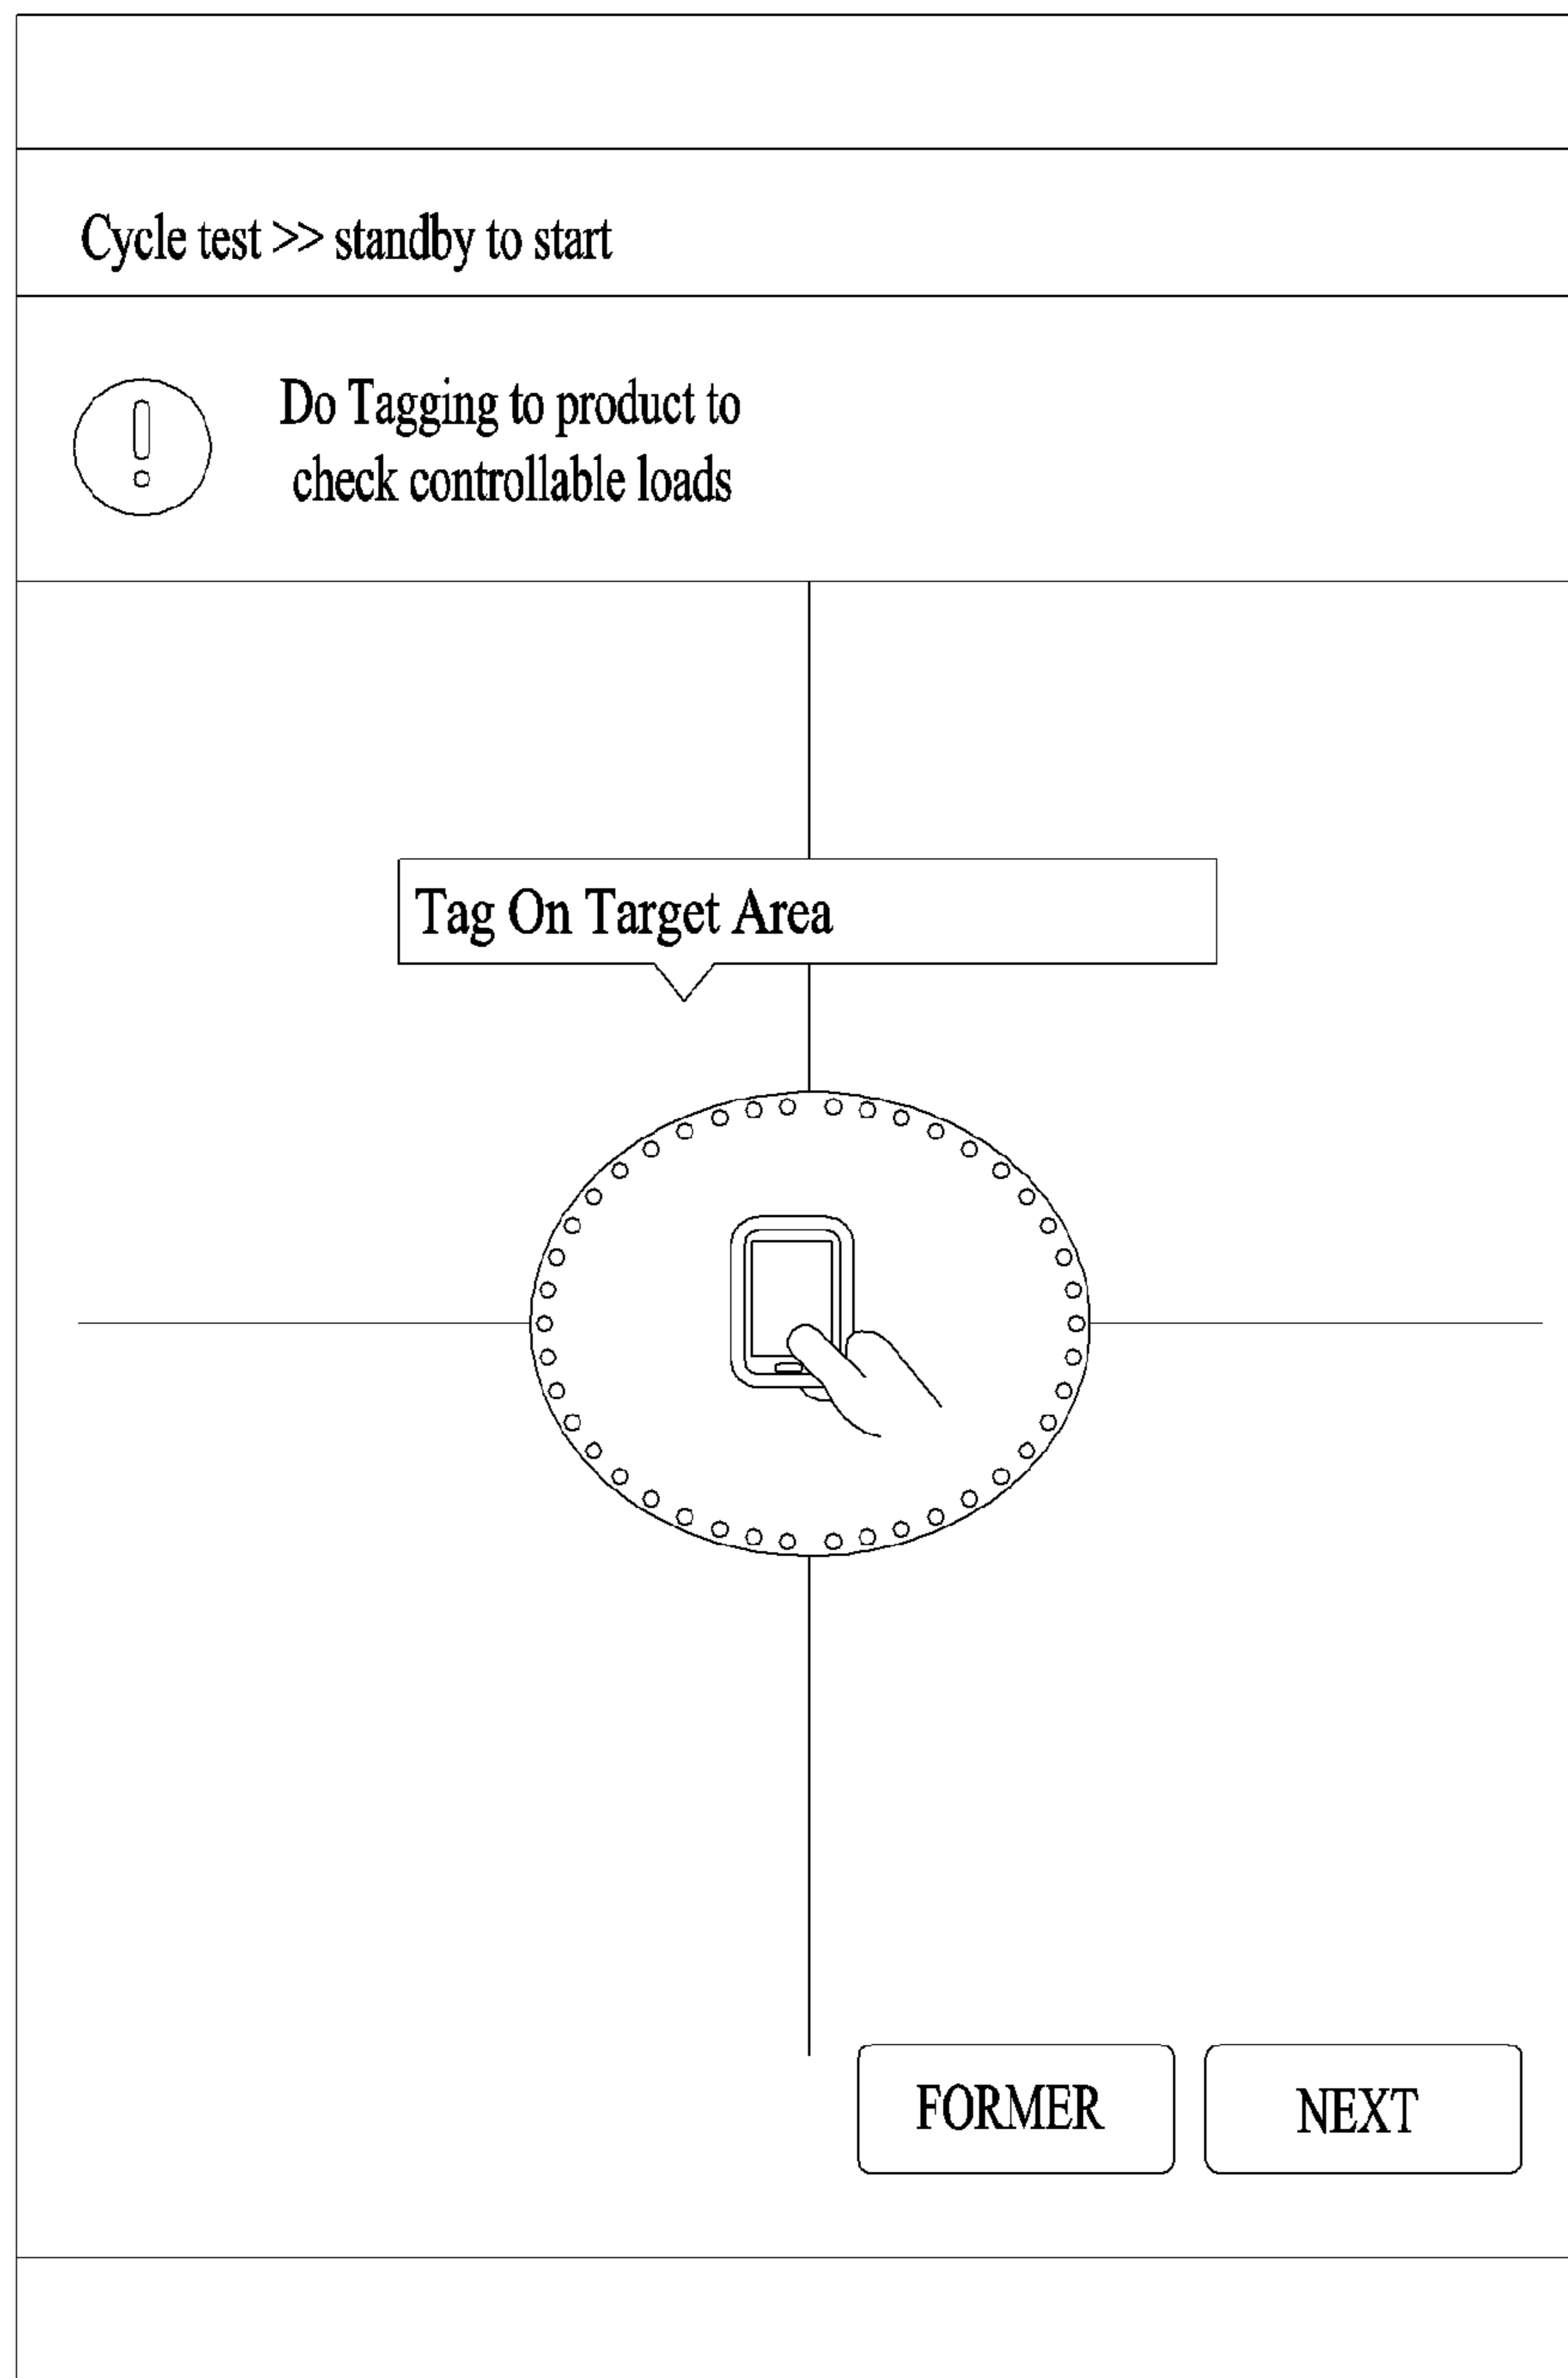 Cycle test >> standby to start
Do Tagging to product to
check controllable loads
Tag On Target Area
FORMER
NEXT